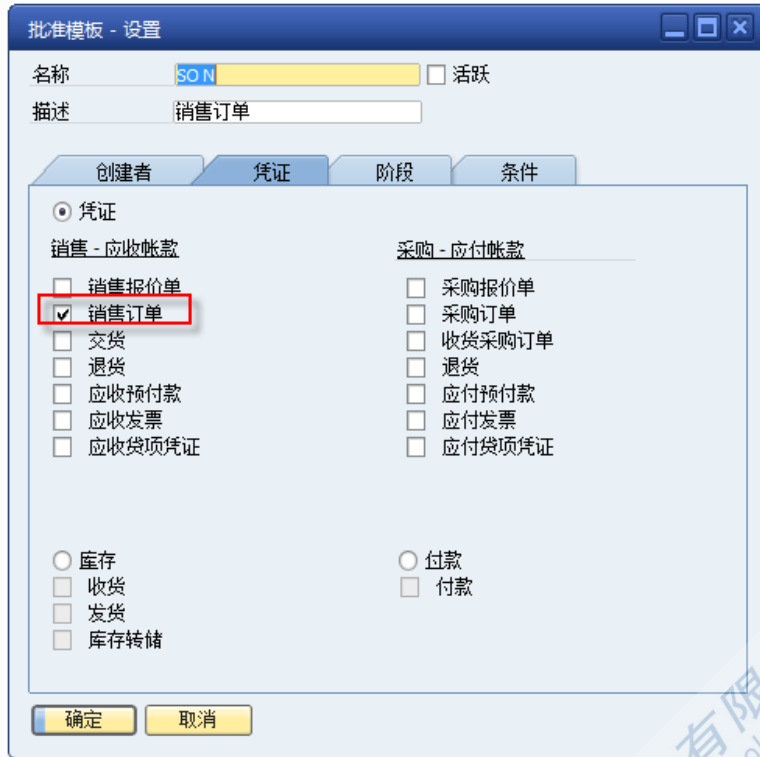 批准模板 - 设置
名称 SO N 活跃
描述 销售订单
创建者 凭证 阶段 条件
凭证
销售 - 应收帐款 采购 - 应付帐款
销售报价单 采购报价单
销售订单 采购订单
交货 收货采购订单
退货 退货
应收预付款 应付预付款
应收发票 应付发票
应收贷项凭证 应付贷项凭证
库存 付款
收货 付款
发货
库存转储
确定 取消
有限